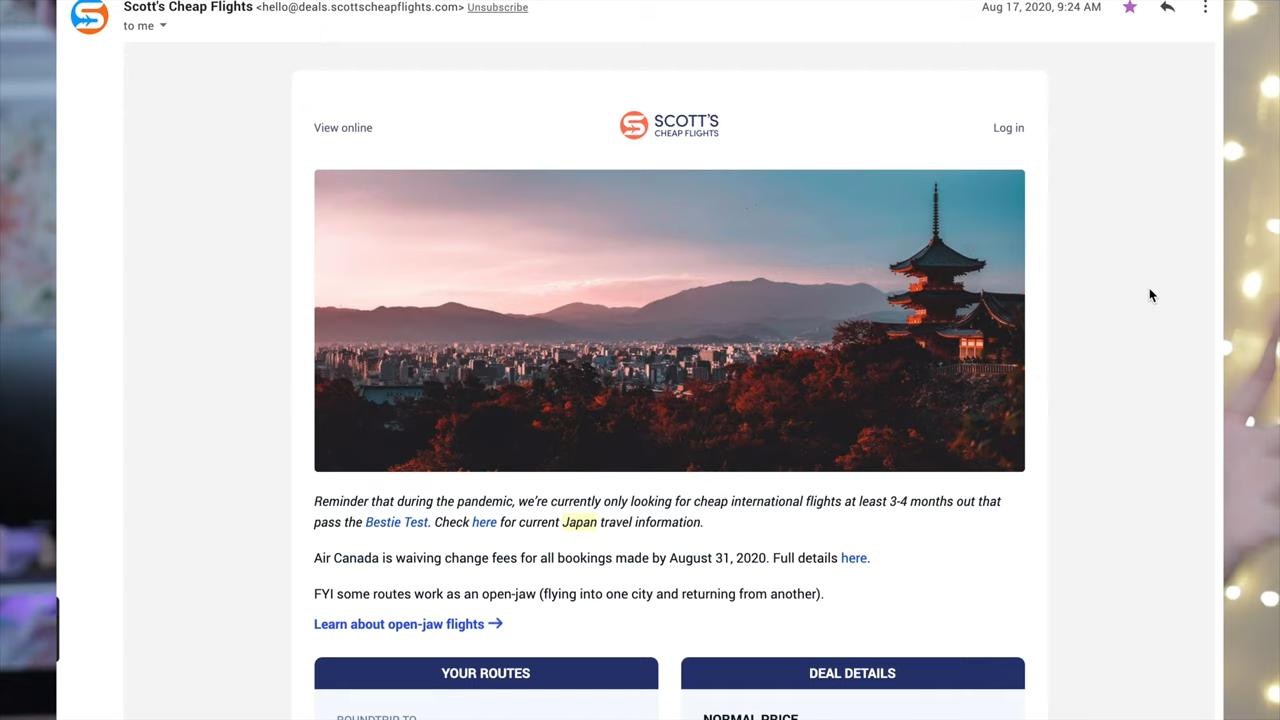 Scott's Cheap Flights <hello@deals.scottscheapflights.com> Unsubscribe
Aug 17, 2020, 9:24 AM
to me
View online
SCOTT'S
CHEAP FLIGHTS
Log in
Reminder that during the pandemic, we're currently only looking for cheap international flights at least 3-4 months out that
pass the Bestie Test. Check here for current Japan travel information.
Air Canada is waiving change fees for all bookings made by August 31, 2020. Full details here.
FYI some routes work as an open-jaw (flying into one city and returning from another).
Learn about open-jaw flights →
YOUR ROUTES
DEAL DETAILS
ROUNDTRIP TO
NORMAL PRICE